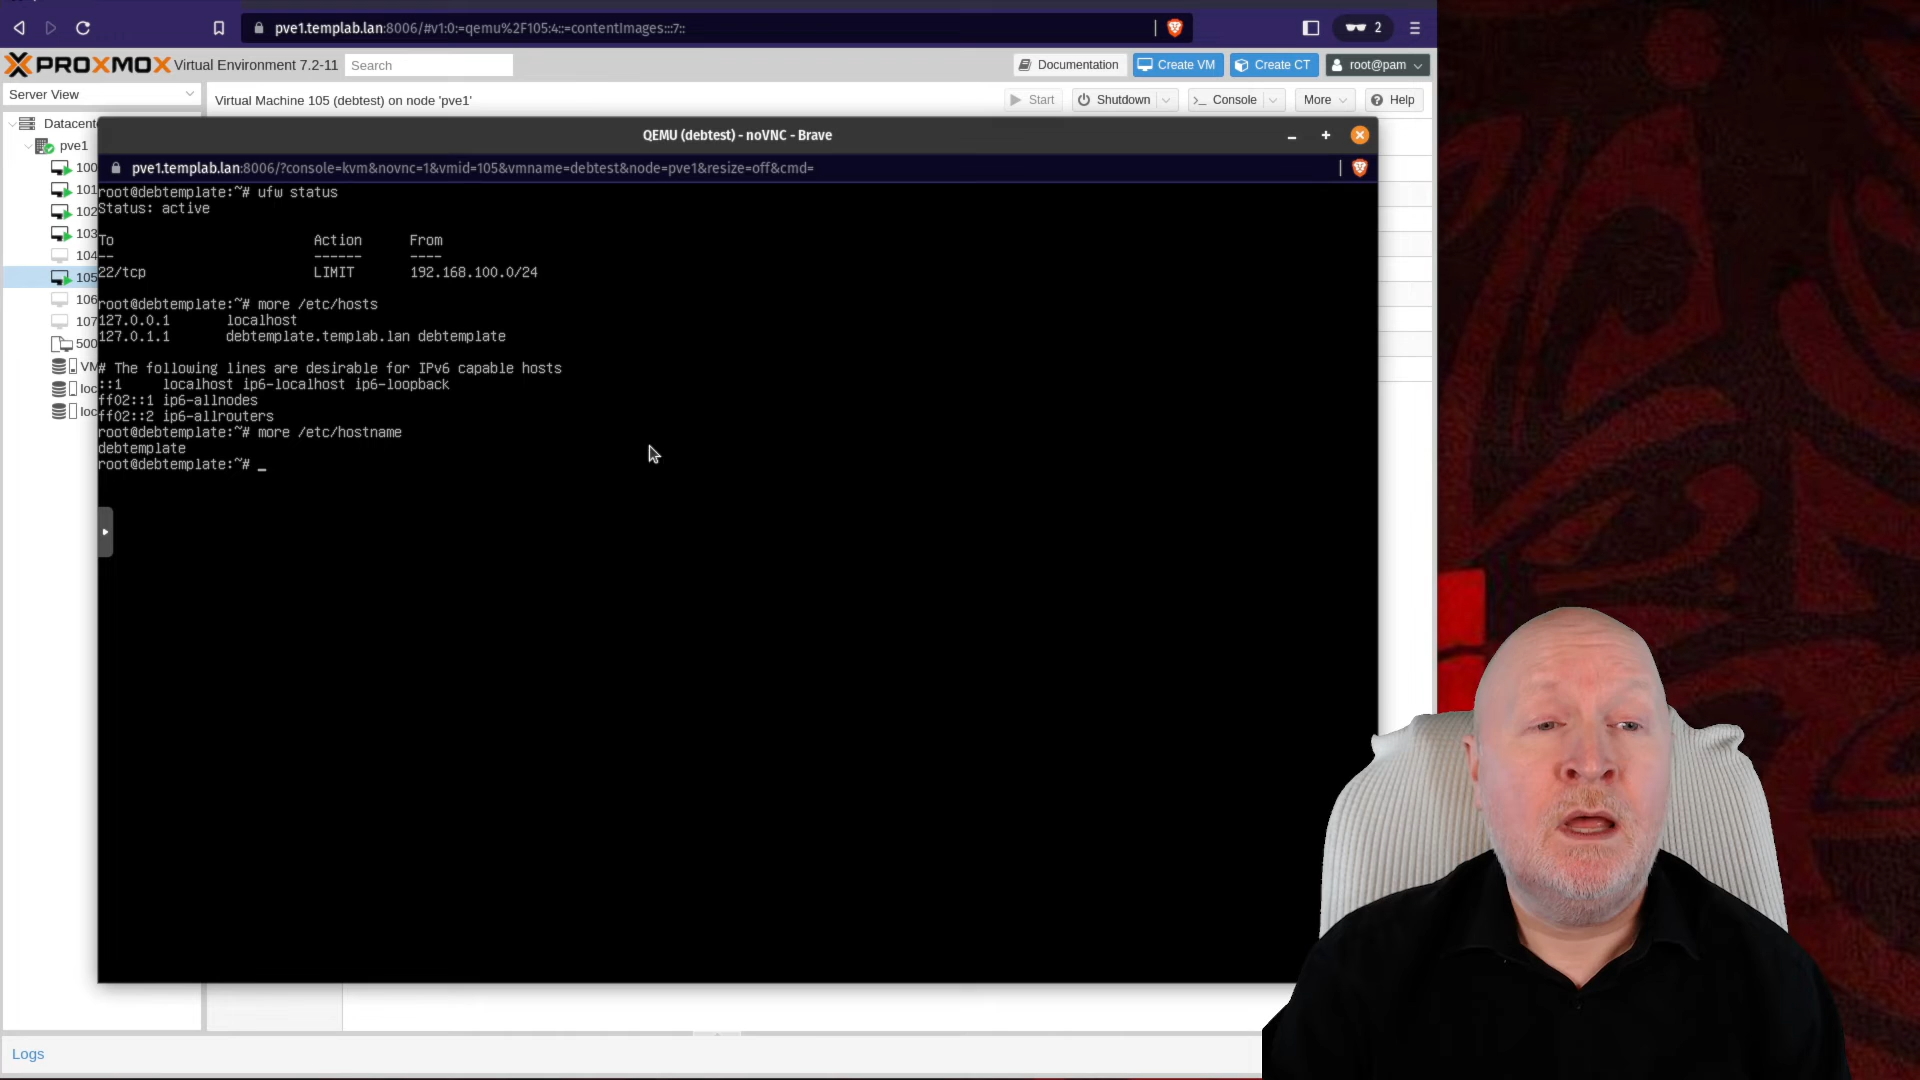 pve1.templab.lan:8006/#v1:0:=qemu%2F105:4::=contentImages:::7::
2
PROXMOX Virtual Environment 7.2-11
Search
Documentation
Create VM
Create CT
root@pam
Server View
Virtual Machine 105 (debtest) on node 'pve1'
Start
Shutdown
Console
More
Help
Datacent
pve1
100
101
102
103
104
105
106
107
500
VM
loc
loc
QEMU (debtest) - noVNC - Brave
pve1.templab.lan:8006/?console=kvm&novnc=1&vmid=105&vmname=debtest&node=pve1&resize=off&cmd=
root@debtemplate:~# ufw status
Status: active
To Action From
-- ------ ----
22/tcp LIMIT 192.168.100.0/24
root@debtemplate:~# more /etc/hosts
127.0.0.1 localhost
127.0.1.1 debtemplate.templab.lan debtemplate
# The following lines are desirable for IPv6 capable hosts
::1 localhost ip6-localhost ip6-loopback
ff02::1 ip6-allnodes
ff02::2 ip6-allrouters
root@debtemplate:~# more /etc/hostname
debtemplate
root@debtemplate:~# _
Logs